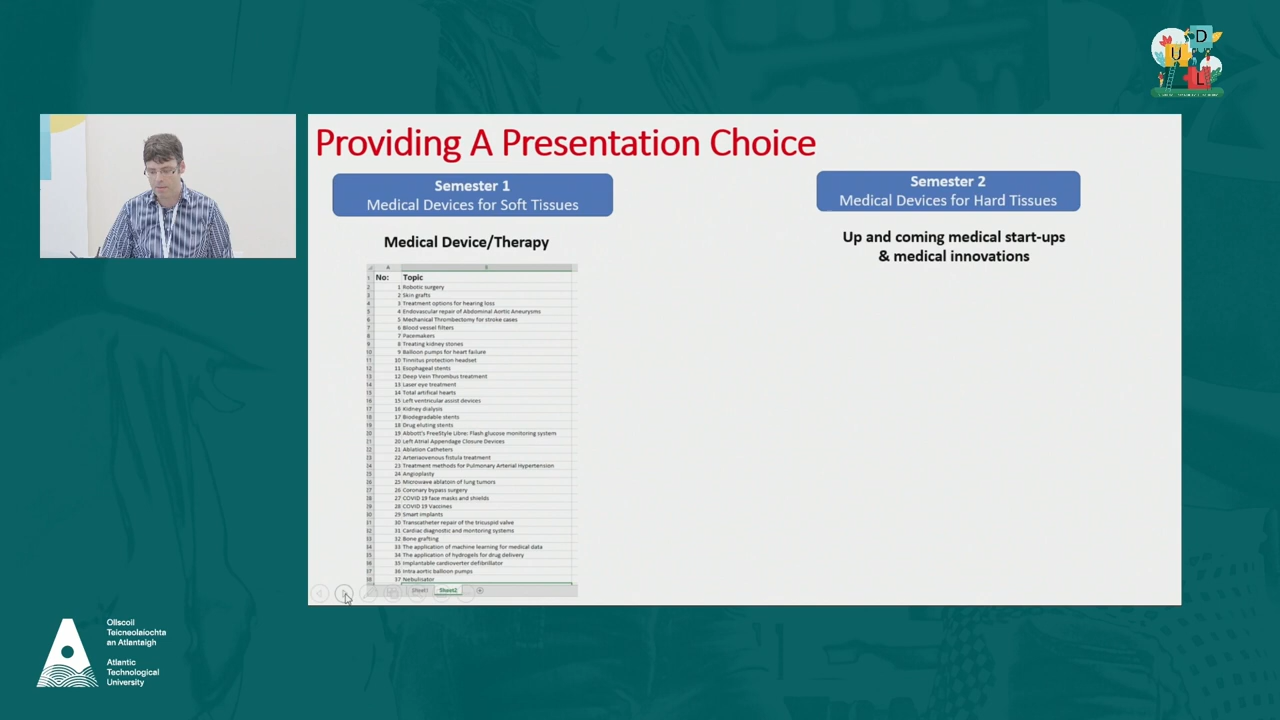 U
D
L
Providing A Presentation Choice
Semester 1
Medical Devices for Soft Tissues
Semester 2
Medical Devices for Hard Tissues
Medical Device/Therapy
Up and coming medical start-ups
& medical innovations
No: Topic
1 Robotic surgery
2 Skin grafts
3 Treatment options for hearing loss
4 Endovascular repair of Abdominal Aortic Aneurysms
5 Mechanical Thrombectomy for stroke cases
6 Blood vessel filters
7 Pacemakers
8 Treating kidney stones
9 Balloon pumps for heart failure
10 Tinnitus protection headset
11 Esophageal stents
12 Deep Vein Thrombus treatment
13 Laser eye treatment
14 Total artifical hearts
15 Left ventricular assist devices
16 Kidney dialysis
17 Biodegradable stents
18 Drug eluting stents
19 Abbott's FreeStyle Libre: Flash glucose monitoring system
20 Left Atrial Appendage Closure Devices
21 Ablation Catheters
22 Arteriaovenous fistula treatment
23 Treatment methods for Pulmonary Arterial Hypertension
24 Angioplasty
25 Microwave ablatoin of lung tumors
26 Coronary bypass surgery
27 COVID 19 face masks and shields
28 COVID 19 Vassines
29 Smart implants
30 Transcatheter repair of the tricuspid valve
31 Cardiac diagnostic and montoring systems
32 Bone grafting
33 The application of machine learning for medical data
34 The application of hydrogels for drug delivery
35 Implantable cardioverter defibrillator
36 Intra aortic balloon pumps
37 Nebulisator
Sheet1 Sheet2
Ollscoil
Teicneolaíochta
an Atlantaigh
Atlantic
Technological
University